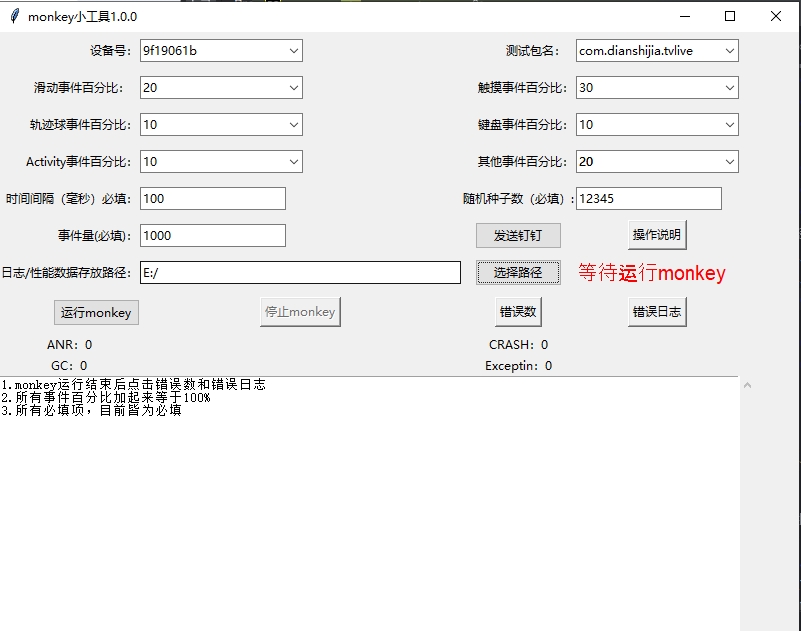 monkey小工具1.0.0
设备号: 9f19061b 测试包名: com.dianshijia.tvlive
滑动事件百分比: 20 触摸事件百分比: 30
轨迹球事件百分比: 10 键盘事件百分比: 10
Activity事件百分比: 10 其他事件百分比: 20
时间间隔（毫秒）必填: 100 随机种子数（必填）: 12345
事件量(必填): 1000 发送钉钉 操作说明
日志/性能数据存放路径: E:/ 选择路径 等待运行monkey
运行monkey 停止monkey 错误数 错误日志
ANR: 0 CRASH: 0
GC: 0 Exceptin: 0
1.monkey运行结束后点击错误数和错误日志
2.所有事件百分比加起来等于100%
3.所有必填项，目前皆为必填